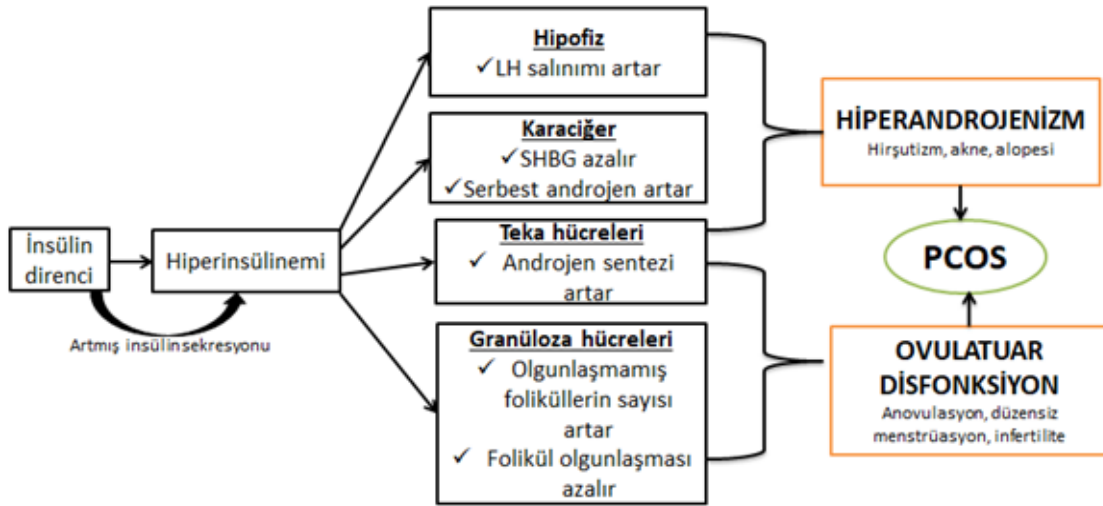 İnsülin
direnci
Hiperinsülinemi
Artmış insülin sekresyonu
Hipofiz
✓LH salınımı artar
Karaciğer
✓SHBG azalır
✓Serbest androjen artar
Teka hücreleri
✓ Androjen sentezi
artar
Granüloza hücreleri
✓ Olgunlaşmamış
foliküllerin sayısı
artar
✓ Folikül olgunlaşması
azalır
HİPERANDROJENİZM
Hirşutizm, akne, alopesi
PCOS
OVULATUAR
DİSFONKSİYON
Anovulasyon, düzensiz
menstrüasyon, infertilite